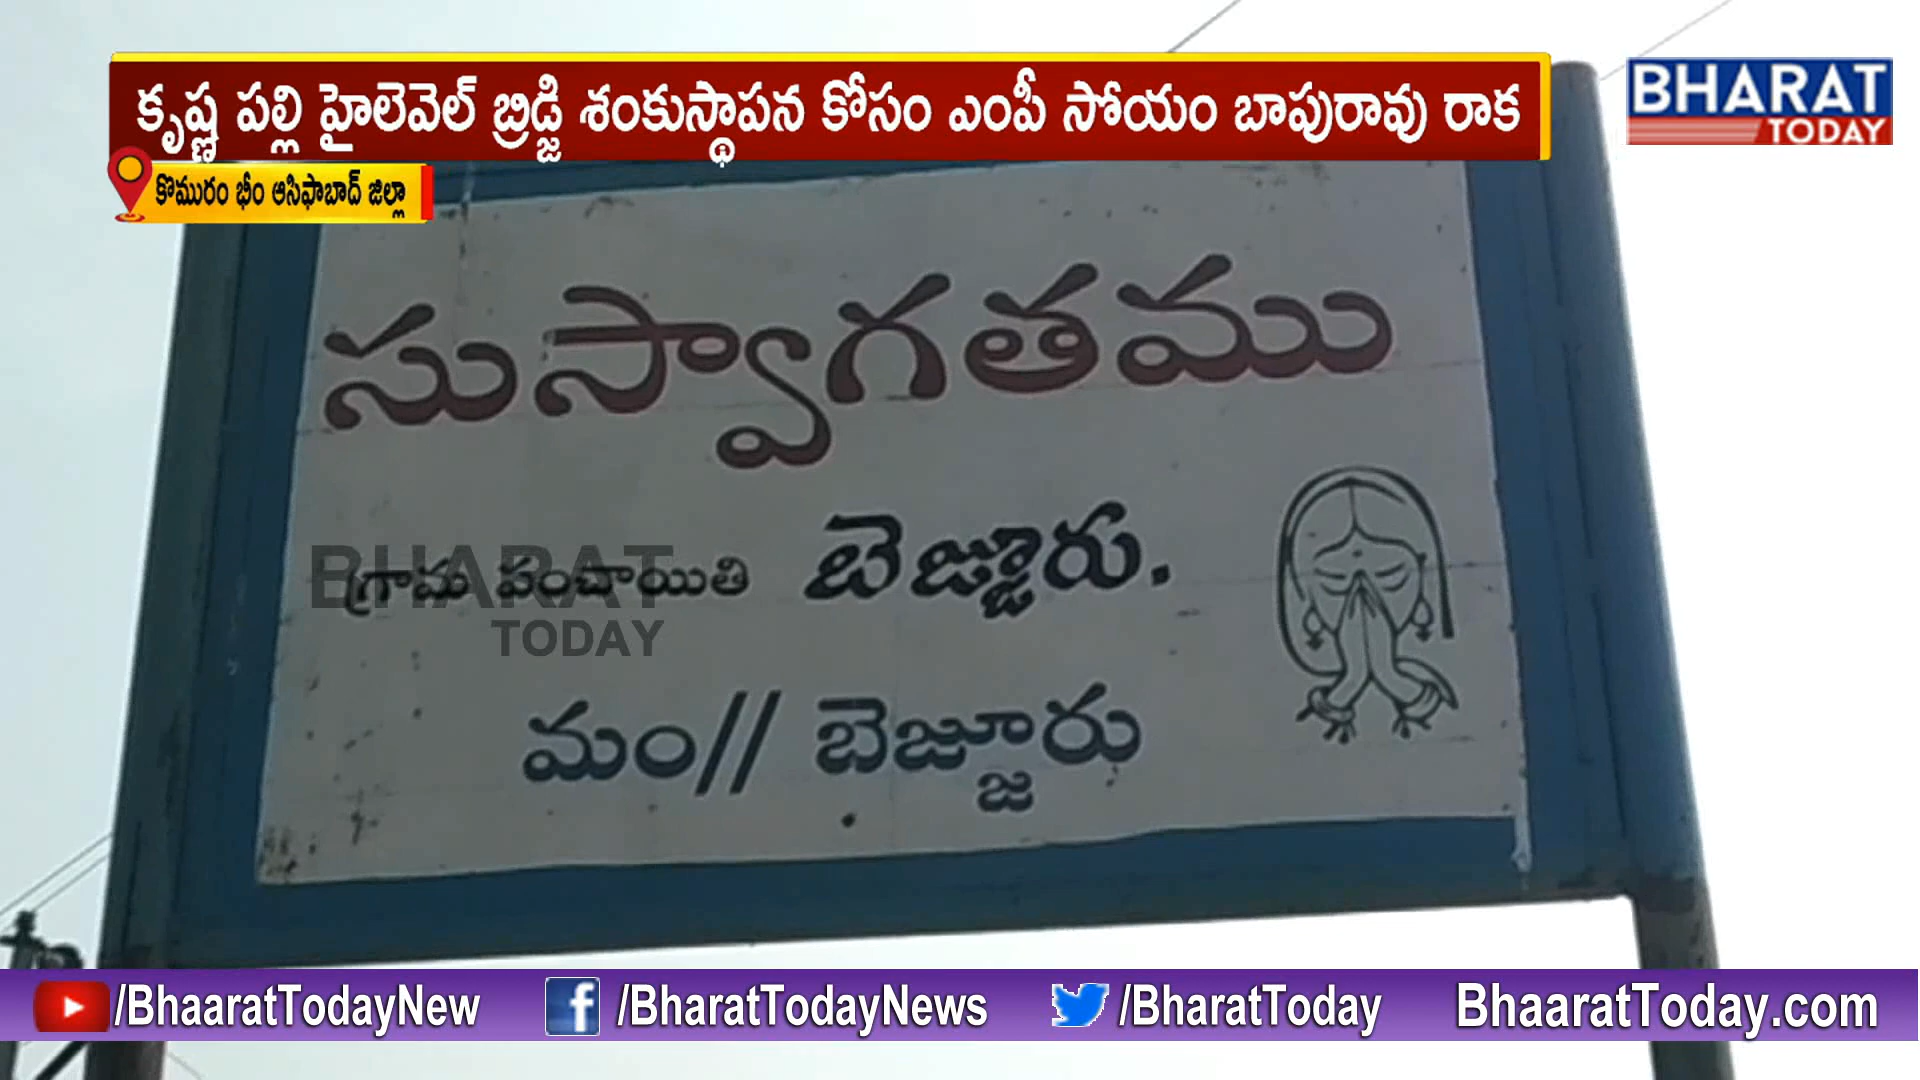 కృష్ణ పల్లి హైలెవెల్ బ్రిడ్జి శంకుస్థాపన కోసం ఎంపీ సోయం బాపురావు రాక
BHARAT
TODAY
కొమురం భీం ఆసిఫాబాద్ జిల్లా
సుస్వాగతము
గ్రామ పంచాయితి బెజ్జూరు.
BHARAT
TODAY
మం// బెజ్జూరు
/BhaaratTodayNew
/BharatTodayNews
/BharatToday
BhaaratToday.com